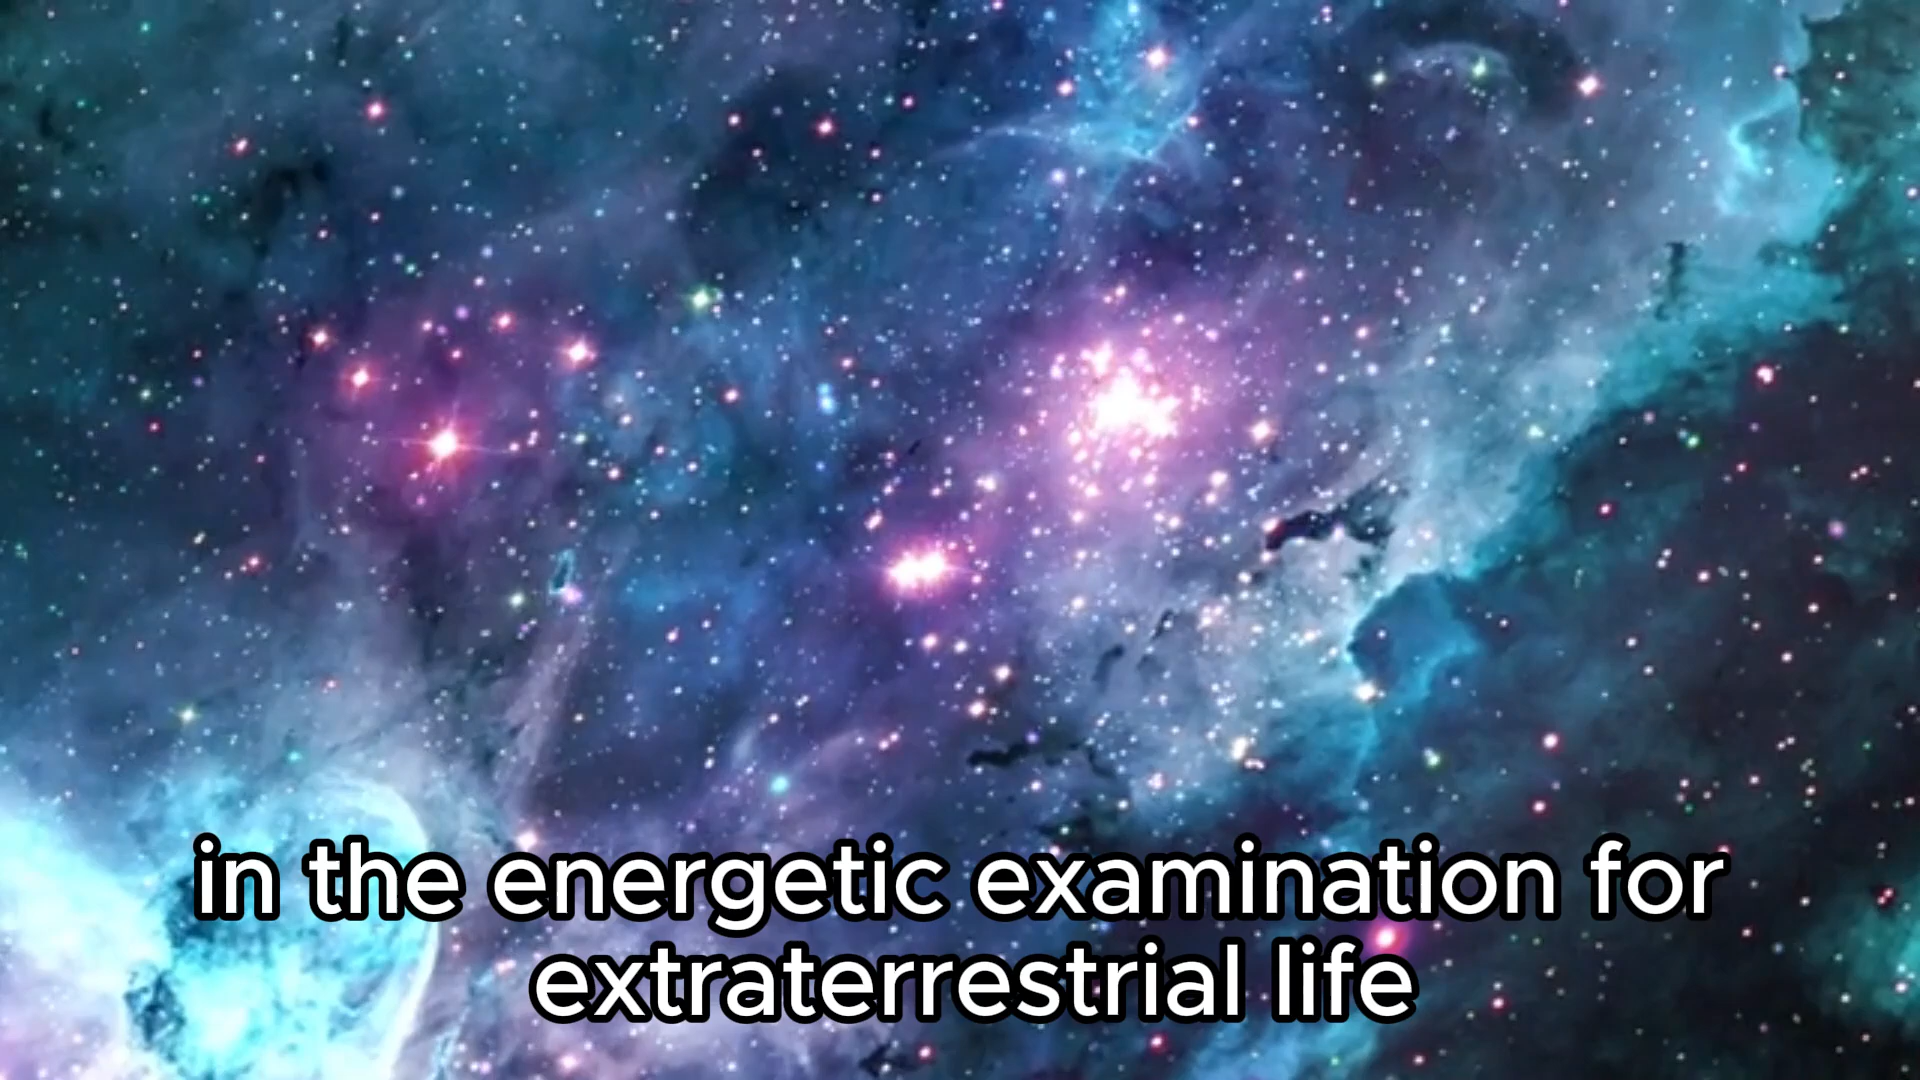 in the energetic examination for
extraterrestrial life